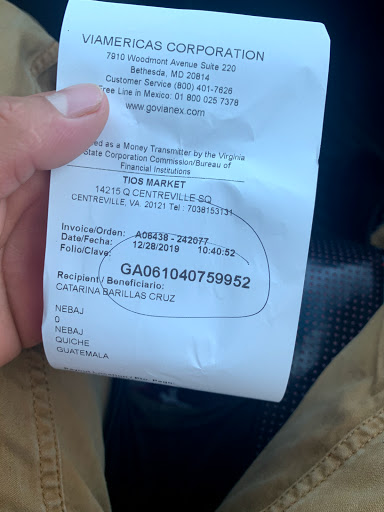 VIAMERICAS CORPORATION
7910 Woodmont Avenue Suite 220
Bethesda, MD 20814
Customer Service (800) 401-7626
Free Line in Mexico: 01 800 025 7378
www.govianex.com
as a Money Transmitter by the Virginia
State Corporation Commission/Bureau of
Financial Institutions
TIOS MARKET
14215 Q CENTREVILLE SQ
CENTREVILLE, VA. 20121 Tel : 7038153131
Invoice/Orden: A06438 - 242077
Date/Fecha: 12/28/2019 10:40:52
Folio/Clave:
GA061040759952
Recipient / Beneficiario:
CATARINA BARILLAS CRUZ
NEBAJ
0
NEBAJ
QUICHE
GUATEMALA